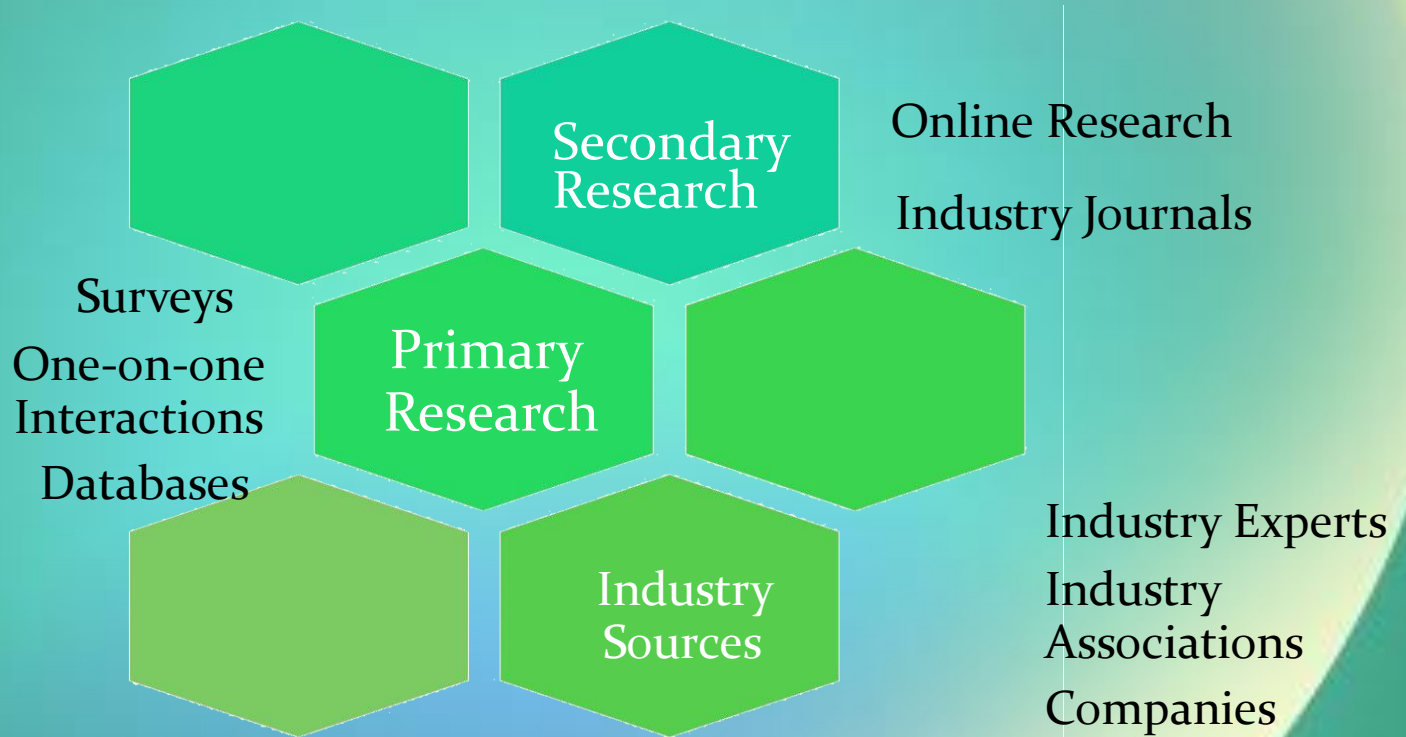 Secondary
Research
Online Research
Industry Journals
Surveys
One-on-one
Interactions
Databases
Primary
Research
Industry
Sources
Industry Experts
Industry
Associations
Companies